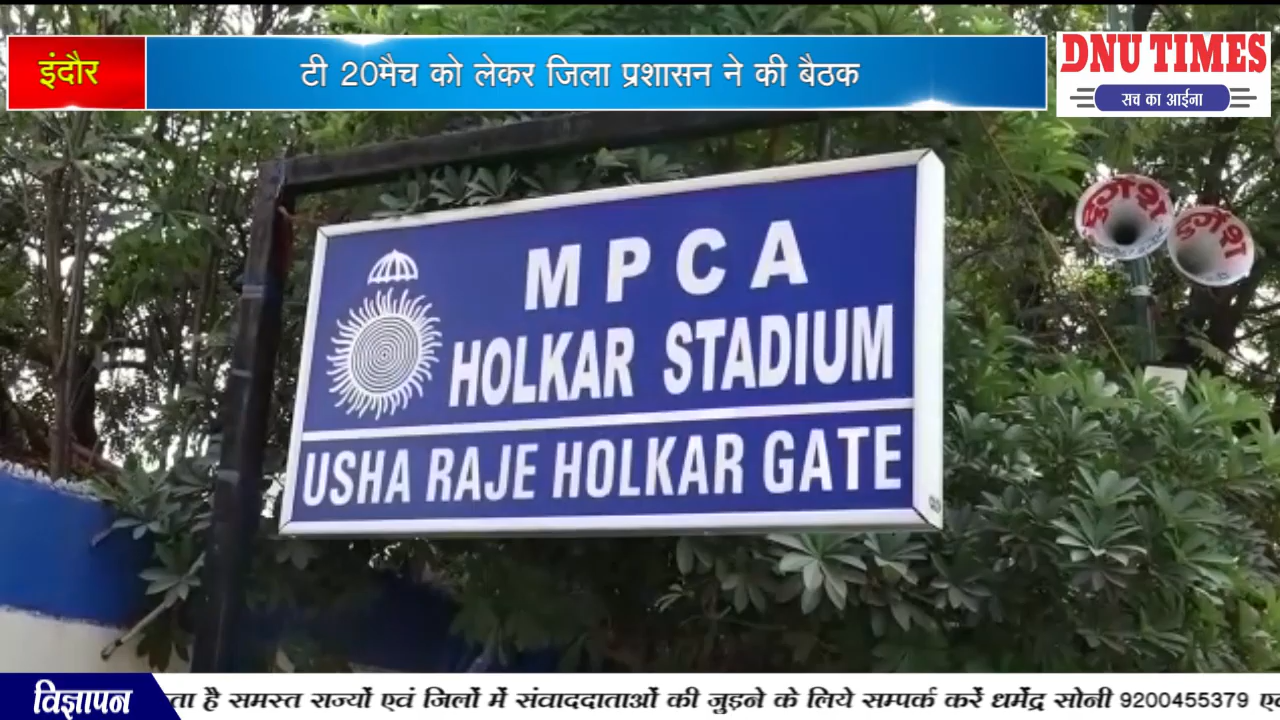 इंदौर
टी 20मैच को लेकर जिला प्रशासन ने की बैठक
DNU TIMES
सच का आईना
दुर्गेश
दुर्गेश
MPCA
HOLKAR STADIUM
USHA RAJE HOLKAR GATE
विज्ञापन
ता है समस्त राज्यों एवं जिलों में संवाददाताओं की जुड़ने के लिये सम्पर्क करें धर्मेंद्र सोनी 9200455379